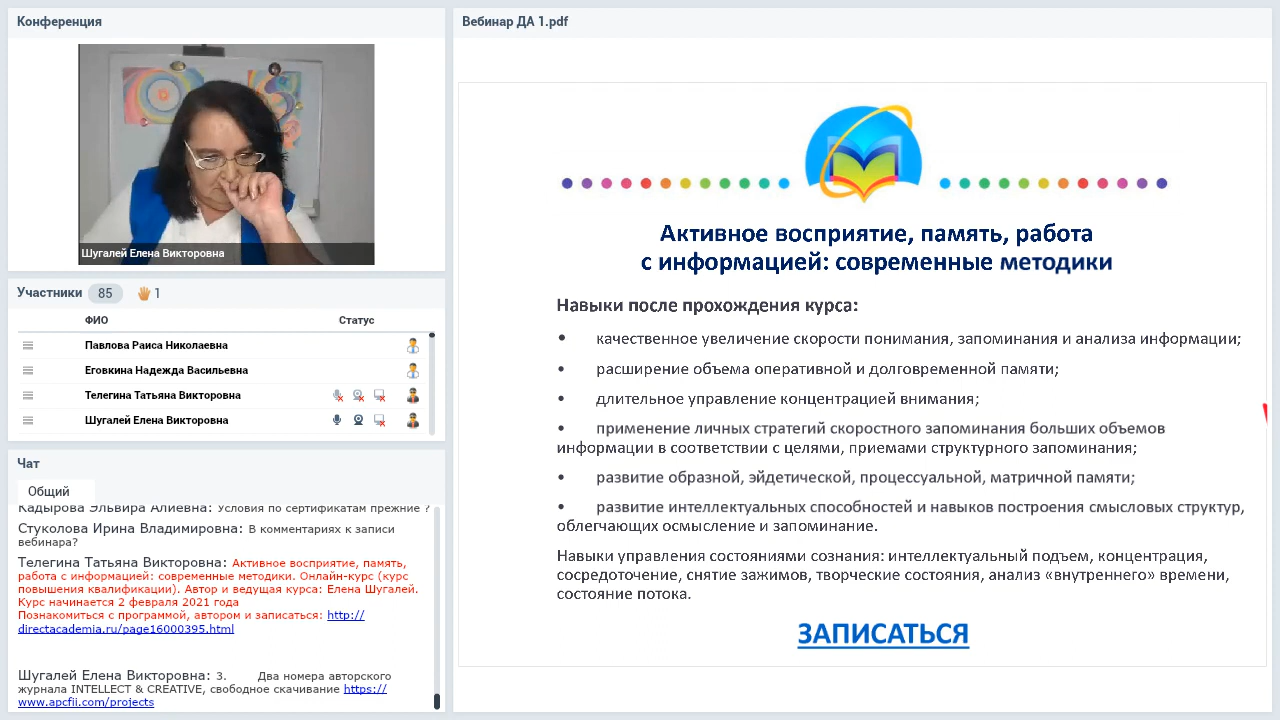 Конференция
Шугалей Елена Викторовна
Участники 85 1
ФИО Статус
Павлова Раиса Николаевна
Еговкина Надежда Васильевна
Телегина Татьяна Викторовна
Шугалей Елена Викторовна
Чат
Общий
Кадырова Эльвира Алиевна: Условия по сертификатам прежние ?
Стуколова Ирина Владимировна: В комментариях к записи
вебинара?
Телегина Татьяна Викторовна: Активное восприятие, память,
работа с информацией: современные методики. Онлайн-курс (курс
повышения квалификации). Автор и ведущая курса: Елена Шугалей.
Курс начинается 2 февраля 2021 года
Познакомиться с программой, автором и записаться: http://
directacademia.ru/page16000395.html
Шугалей Елена Викторовна: 3. Два номера авторского
журнала INTELLECT & CREATIVE, свободное скачивание https://
www.apcfii.com/projects
Вебинар ДА 1.pdf
Активное восприятие, память, работа
с информацией: современные методики
Навыки после прохождения курса:
• качественное увеличение скорости понимания, запоминания и анализа информации;
• расширение объема оперативной и долговременной памяти;
• длительное управление концентрацией внимания;
• применение личных стратегий скоростного запоминания больших объемов
информации в соответствии с целями, приемами структурного запоминания;
• развитие образной, эйдетической, процессуальной, матричной памяти;
• развитие интеллектуальных способностей и навыков построения смысловых структур,
облегчающих осмысление и запоминание.
Навыки управления состояниями сознания: интеллектуальный подъем, концентрация,
сосредоточение, снятие зажимов, творческие состояния, анализ «внутреннего» времени,
состояние потока.
ЗАПИСАТЬСЯ